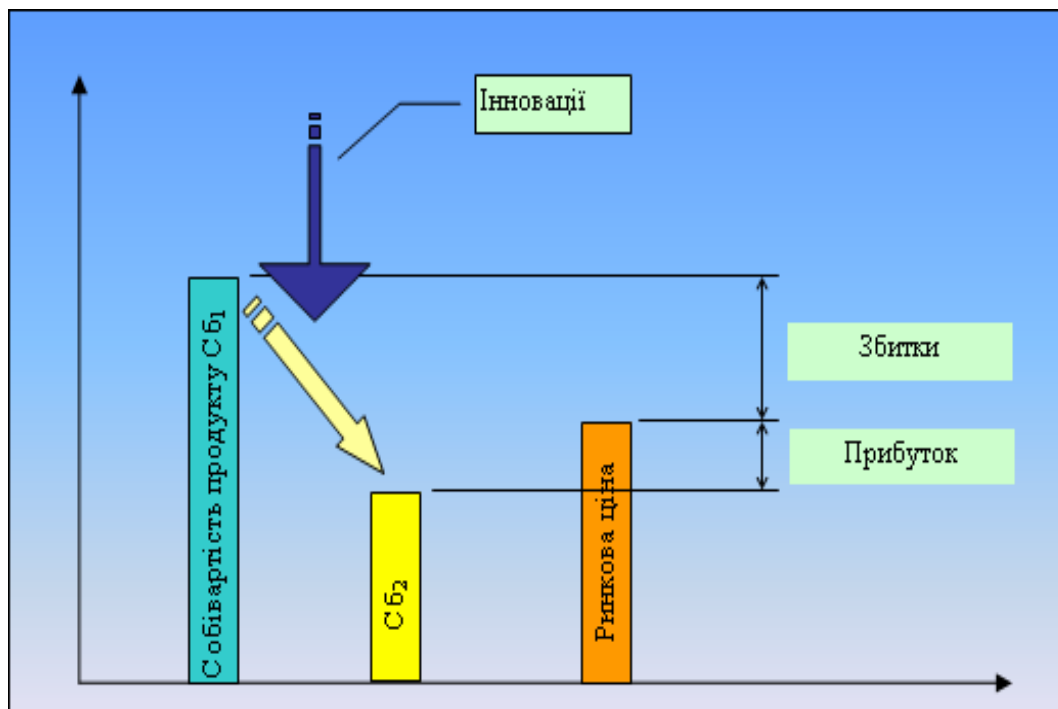 Інновації
Собівартість продукту Сб₁
Збитки
Прибуток
Сб₂
Ринкова ціна